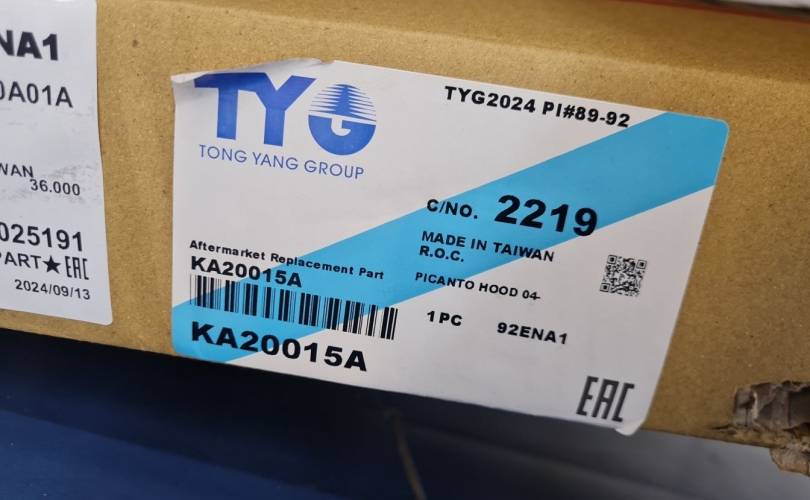 NA1
0A01A
WAN
36.000
025191
PART★ EAC
2024/09/13
TYG
TONG YANG GROUP
TYG2024 PI#89-92
C/NO. 2219
MADE IN TAIWAN
R.O.C.
Aftermarket Replacement Part
KA20015A
PICANTO HOOD 04-
1PC 92ENA1
KA20015A
EAC